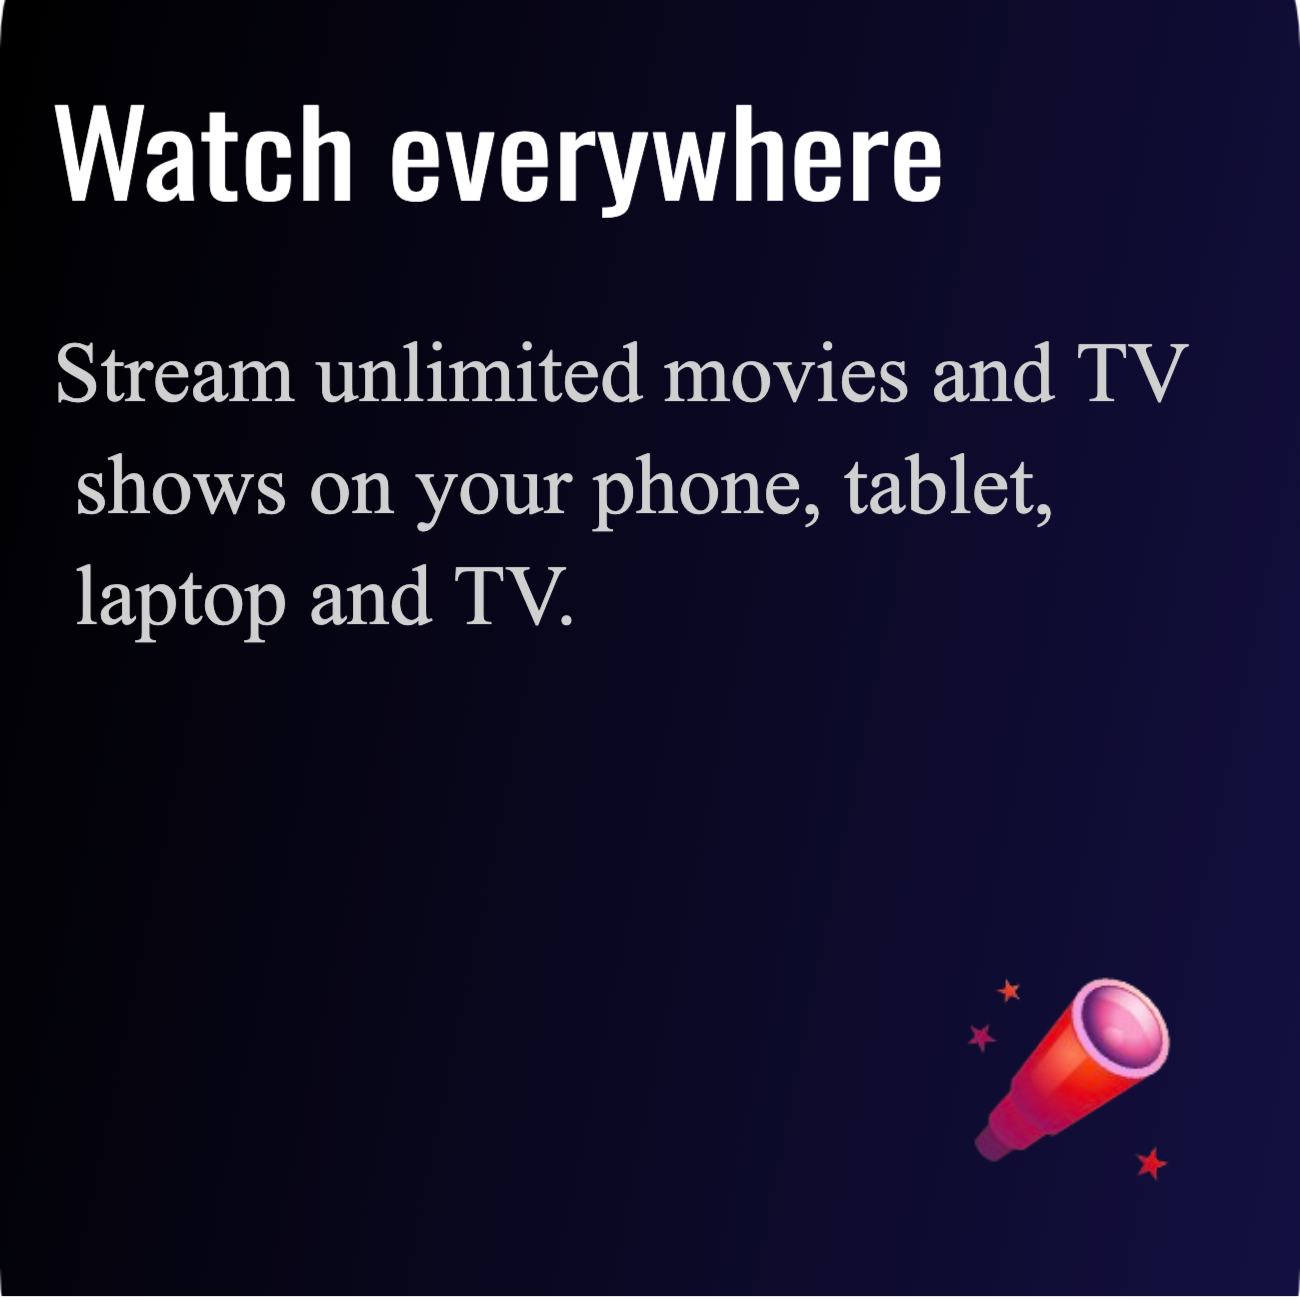 Watch everywhere
Stream unlimited movies and TV
shows on your phone, tablet,
laptop and TV.